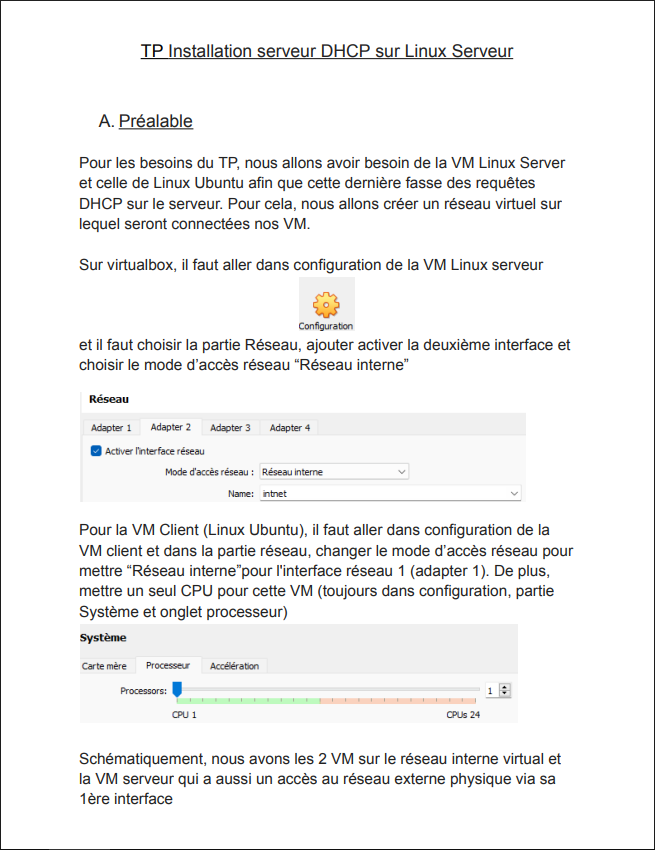 TP Installation serveur DHCP sur Linux Serveur
A. Préalable
Pour les besoins du TP, nous allons avoir besoin de la VM Linux Server
et celle de Linux Ubuntu afin que cette dernière fasse des requêtes
DHCP sur le serveur. Pour cela, nous allons créer un réseau virtuel sur
lequel seront connectées nos VM.
Sur virtualbox, il faut aller dans configuration de la VM Linux serveur
Configuration
et il faut choisir la partie Réseau, ajouter activer la deuxième interface et
choisir le mode d’accès réseau “Réseau interne”
Réseau
Adapter 1 Adapter 2 Adapter 3 Adapter 4
Activer l'interface réseau
Mode d'accès réseau : Réseau interne
Name: intnet
Pour la VM Client (Linux Ubuntu), il faut aller dans configuration de la
VM client et dans la partie réseau, changer le mode d’accès réseau pour
mettre “Réseau interne”pour l'interface réseau 1 (adapter 1). De plus,
mettre un seul CPU pour cette VM (toujours dans configuration, partie
Système et onglet processeur)
Système
Carte mère Processeur Accélération
Processors: 1
CPU 1 CPUs 24
Schématiquement, nous avons les 2 VM sur le réseau interne virtual et
la VM serveur qui a aussi un accès au réseau externe physique via sa
1ère interface